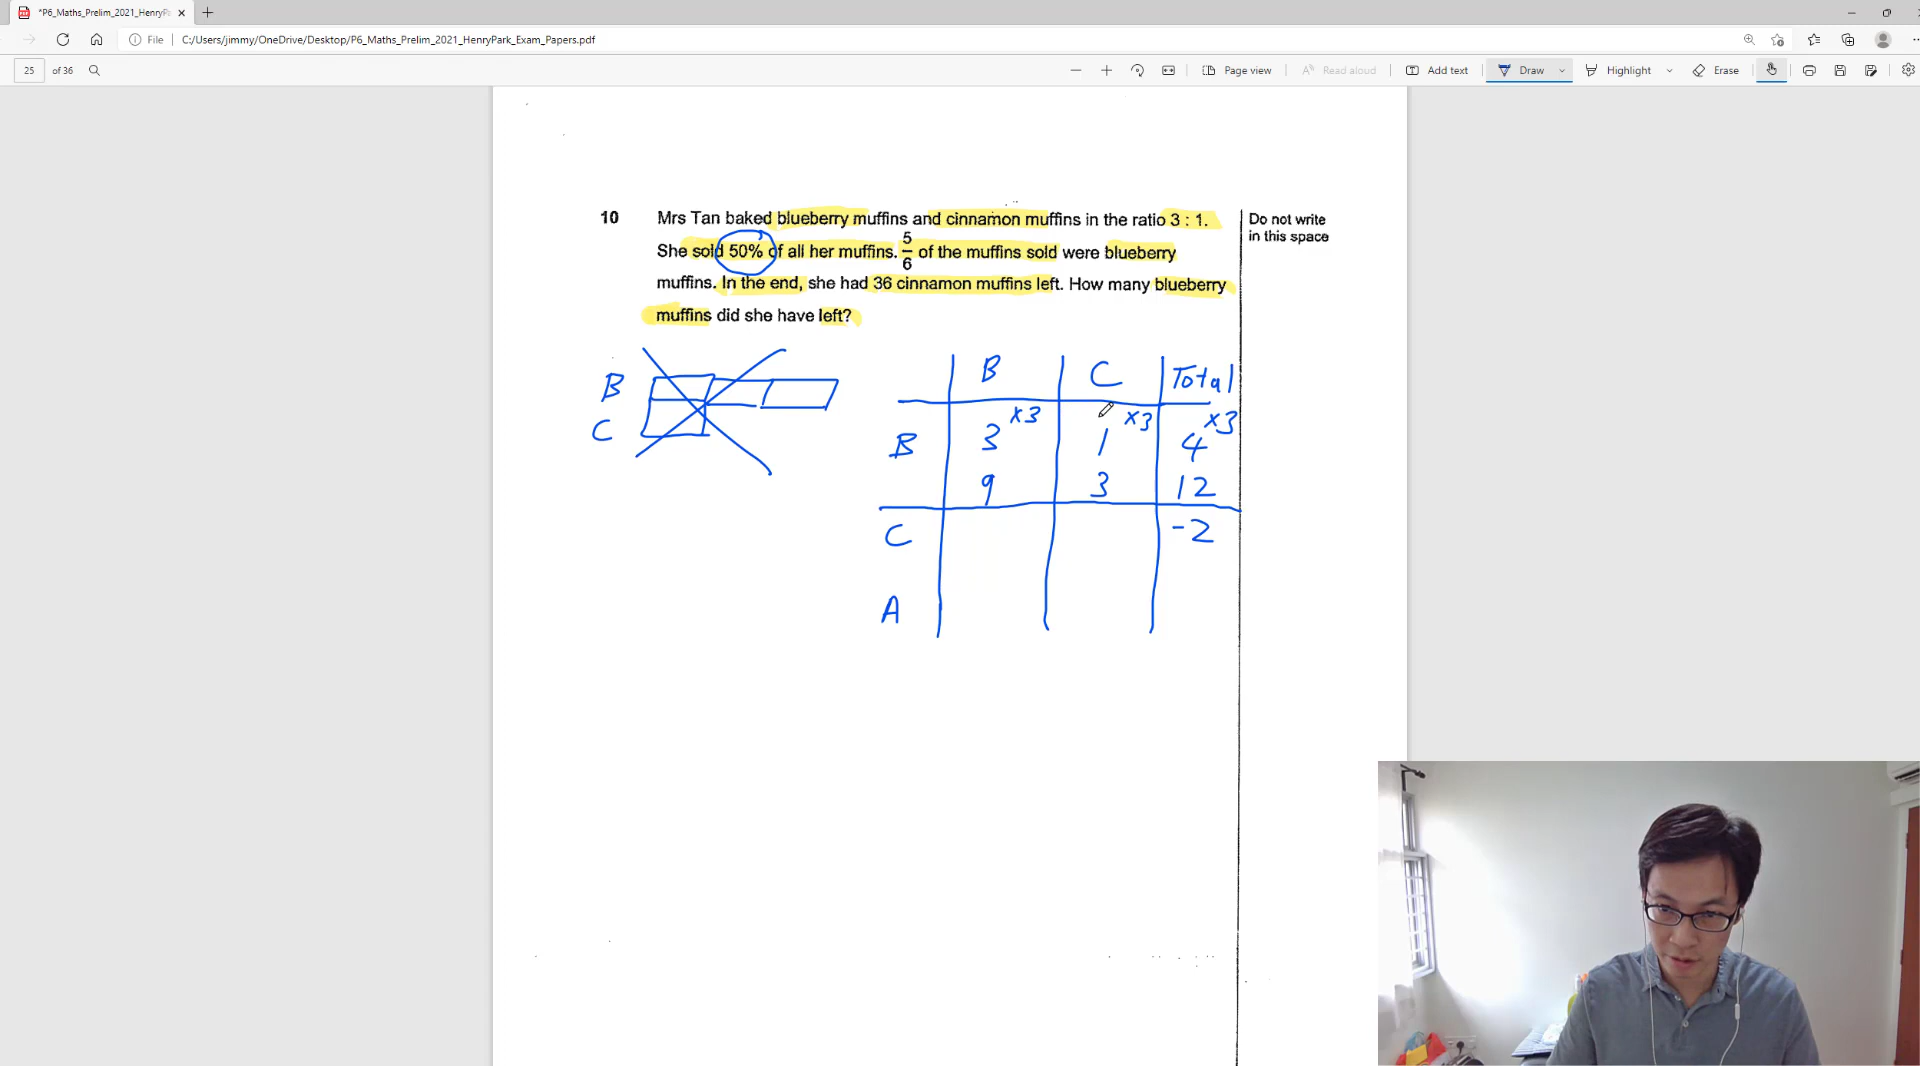 *P6_Maths_Prelim_2021_HenryPa
File C:/Users/jimmy/OneDrive/Desktop/P6_Maths_Prelim_2021_HenryPark_Exam_Papers.pdf
25 of 36 Page view Read aloud Add text Draw Highlight Erase
10 Mrs Tan baked blueberry muffins and cinnamon muffins in the ratio 3 : 1. Do not write
She sold 50% of all her muffins. 5/6 of the muffins sold were blueberry in this space
muffins. In the end, she had 36 cinnamon muffins left. How many blueberry
muffins did she have left?
B
C
B C Total
×3 ×3 ×3
B 3 1 4
9 3 12
C -2
A